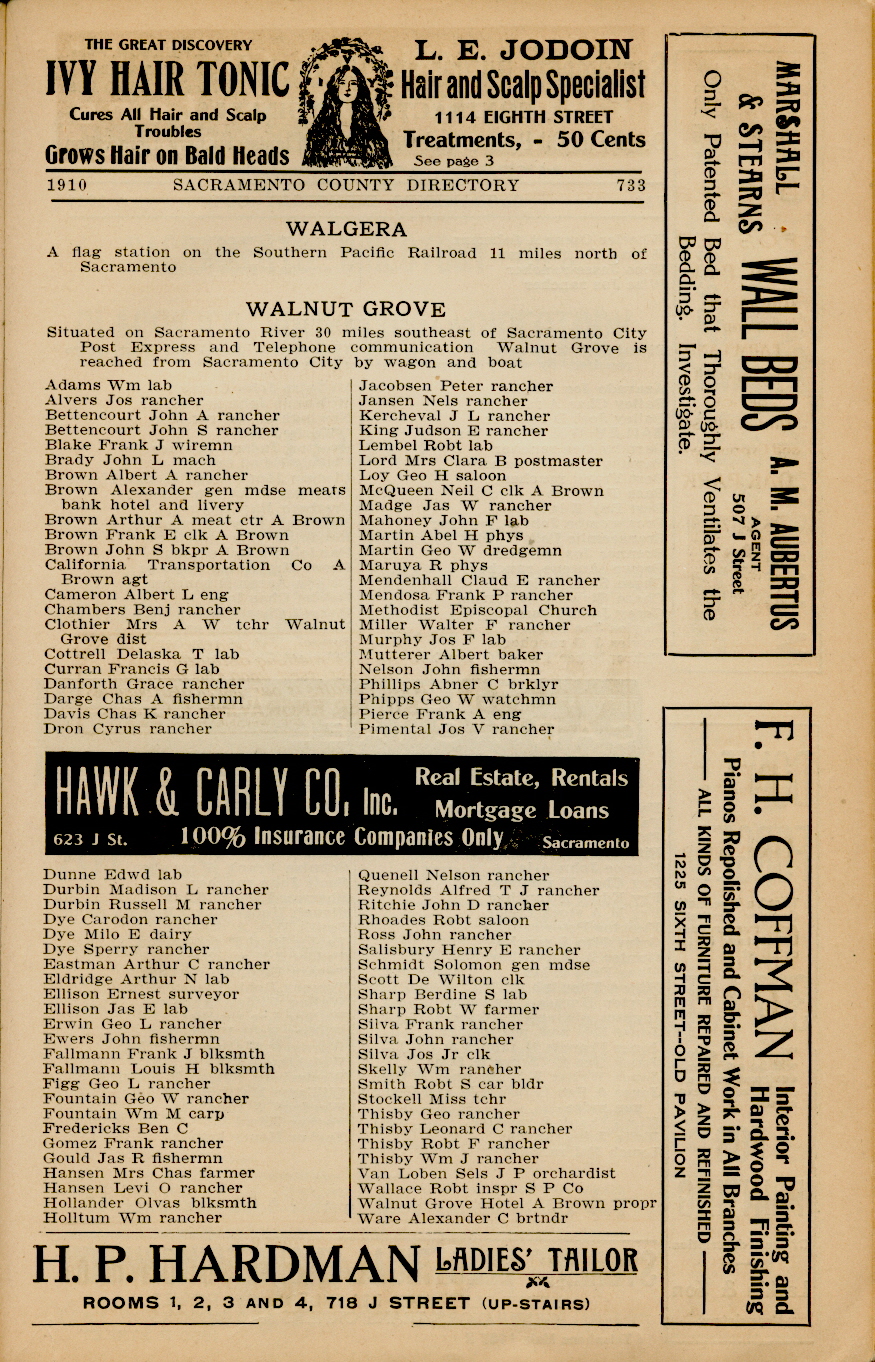 THE GREAT DISCOVERY
IVY HAIR TONIC
Cures All Hair and Scalp
Troubles
Grows Hair on Bald Heads
L. E. JODOIN
Hair and Scalp Specialist
1114 EIGHTH STREET
Treatments, - 50 Cents
See page 3
1910 SACRAMENTO COUNTY DIRECTORY 733
WALGERA
A flag station on the Southern Pacific Railroad 11 miles north of
Sacramento
WALNUT GROVE
Situated on Sacramento River 30 miles southeast of Sacramento City
Post Express and Telephone communication Walnut Grove is
reached from Sacramento City by wagon and boat
Adams Wm lab
Alvers Jos rancher
Bettencourt John A rancher
Bettencourt John S rancher
Blake Frank J wiremn
Brady John L mach
Brown Albert A rancher
Brown Alexander gen mdse mears
bank hotel and livery
Brown Arthur A meat ctr A Brown
Brown Frank E clk A Brown
Brown John S bkpr A Brown
California Transportation Co A
Brown agt
Cameron Albert L eng
Chambers Benj rancher
Clothier Mrs A W tchr Walnut
Grove dist
Cottrell Delaska T lab
Curran Francis G lab
Danforth Grace rancher
Darge Chas A fishermn
Davis Chas K rancher
Dron Cyrus rancher
Jacobsen Peter rancher
Jansen Nels rancher
Kercheval J L rancher
King Judson E rancher
Lembel Robt lab
Lord Mrs Clara B postmaster
Loy Geo H saloon
McQueen Neil C clk A Brown
Madge Jas W rancher
Mahoney John F lab
Martin Abel H phys
Martin Geo W dredgemn
Maruya R phys
Mendenhall Claud E rancher
Mendosa Frank P rancher
Methodist Episcopal Church
Miller Walter F rancher
Murphy Jos F lab
Mutterer Albert baker
Nelson John fishermn
Phillips Abner C brklyr
Phipps Geo W watchmn
Pierce Frank A eng
Pimental Jos V rancher
HAWK & CARLY CO, Inc.
Real Estate, Rentals
Mortgage Loans
623 J St. 100% Insurance Companies Only Sacramento
Dunne Edwd lab
Durbin Madison L rancher
Durbin Russell M rancher
Dye Carodon rancher
Dye Milo E dairy
Dye Sperry rancher
Eastman Arthur C rancher
Eldridge Arthur N lab
Ellison Ernest surveyor
Ellison Jas E lab
Erwin Geo L rancher
Ewers John fishermn
Fallmann Frank J blksmth
Fallmann Louis H blksmth
Figg Geo L rancher
Fountain Geo W rancher
Fountain Wm M carp
Fredericks Ben C
Gomez Frank rancher
Gould Jas R fishermn
Hansen Mrs Chas farmer
Hansen Levi O rancher
Hollander Olvas blksmth
Holltum Wm rancher
Quenell Nelson rancher
Reynolds Alfred T J rancher
Ritchie John D rancher
Rhoades Robt saloon
Ross John rancher
Salisbury Henry E rancher
Schmidt Solomon gen mdse
Scott De Wilton clk
Sharp Berdine S lab
Sharp Robt W farmer
Silva Frank rancher
Silva John rancher
Silva Jos Jr clk
Skelly Wm rancher
Smith Robt S car bldr
Stockell Miss tchr
Thisby Geo rancher
Thisby Leonard C rancher
Thisby Robt F rancher
Thisby Wm J rancher
Van Loben Sels J P orchardist
Wallace Robt inspr S P Co
Walnut Grove Hotel A Brown propr
Ware Alexander C brtndr
H. P. HARDMAN LADIES' TAILOR
ROOMS 1, 2, 3 AND 4, 718 J STREET (UP-STAIRS)
MARSHALL
& STEARNS WALL BEDS
A. M. AUBERTUS
AGENT
507 J Street
Only Patented Bed that Thoroughly Ventilates the
Bedding. Investigate.
F. H. COFFMAN
Interior Painting and
Hardwood Finishing
Pianos Repolished and Cabinet Work in All Branches
ALL KINDS OF FURNITURE REPAIRED AND REFINISHED
1225 SIXTH STREET--OLD PAVILION